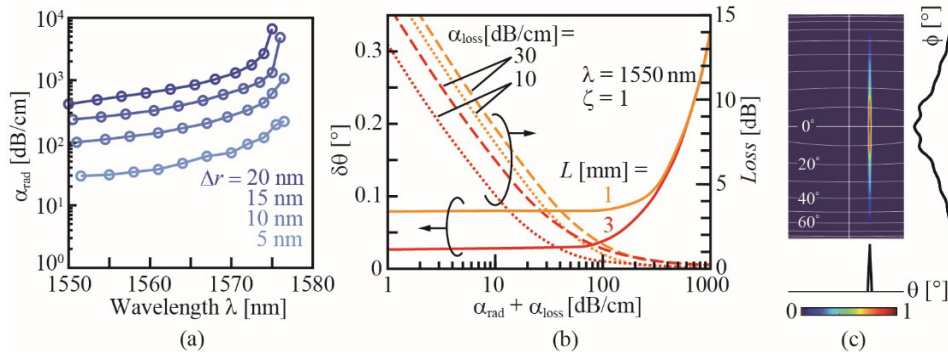 10⁴
10³
10²
10¹
10⁰
α_rad [dB/cm]
Δr = 20 nm
15 nm
10 nm
5 nm
1550 1560 1570 1580
Wavelength λ [nm]
(a)
0.3
0.2
0.1
0
δθ [°]
α_loss[dB/cm]=
30
10
λ = 1550 nm
ζ = 1
L [mm] =
1
3
15
10
5
0
Loss [dB]
1 10 100 1000
α_rad + α_loss [dB/cm]
(b)
0°
20°
40°
60°
ϕ [°]
θ [°]
0 1
(c)